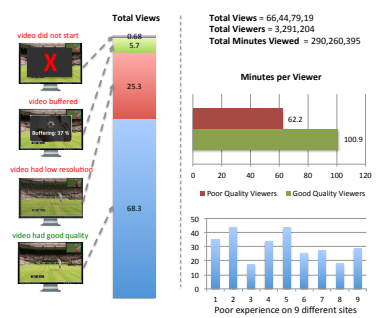 Total Views
video did not start
X
0.68
5.7
video buffered
Buffering: 37 %
25.3
video had low resolution
68.3
video had good quality
Total Views = 66,44,79,19
Total Viewers = 3,291,204
Total Minutes Viewed = 290,260,395
Minutes per Viewer
62.2
100.9
0 20 40 60 80 100 120
Poor Quality Viewers Good Quality Viewers
50
40
30
20
10
0
1 2 3 4 5 6 7 8 9
Poor experience on 9 different sites